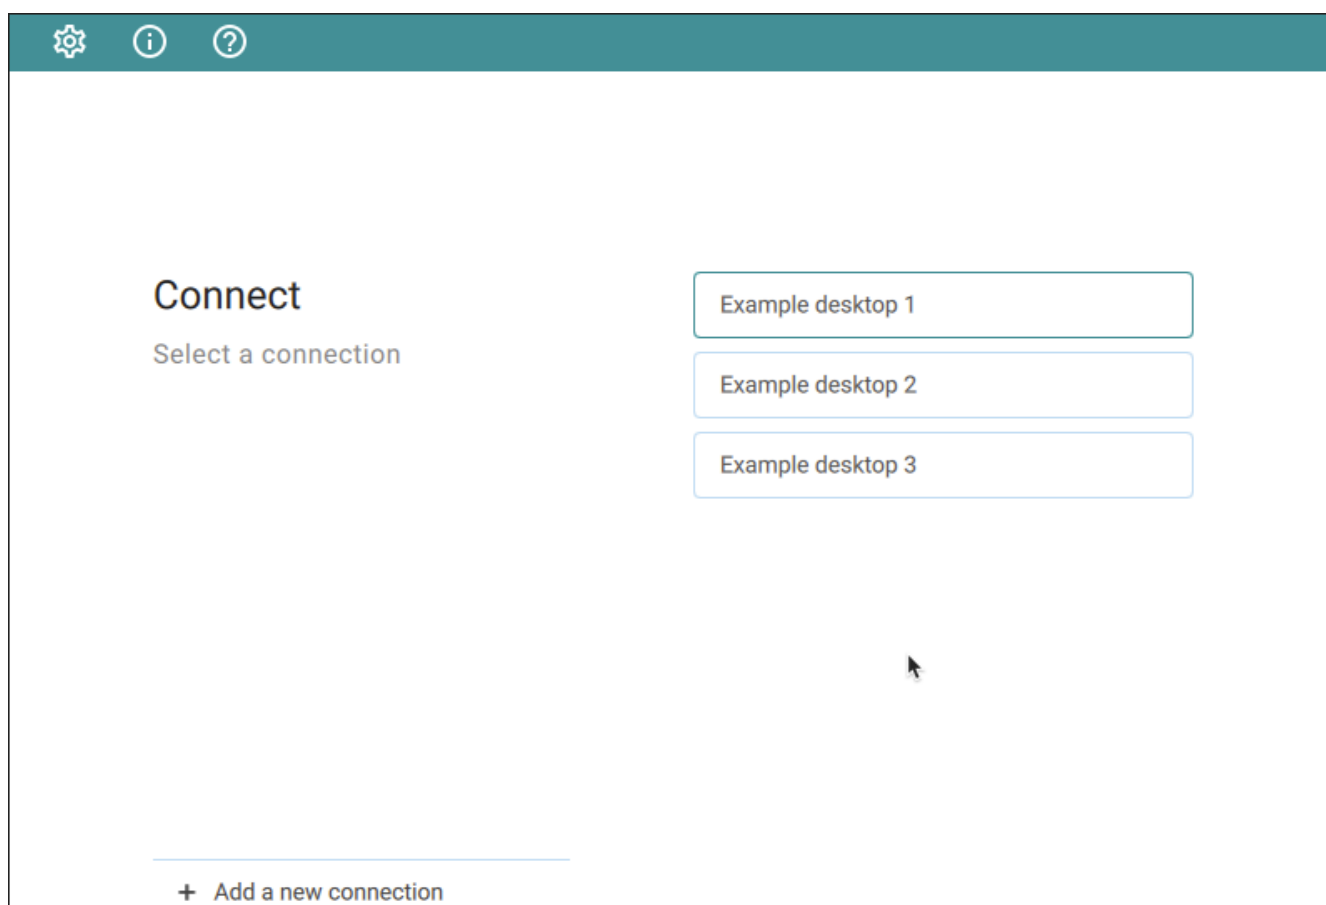 Connect
Select a connection
Example desktop 1
Example desktop 2
Example desktop 3
+ Add a new connection